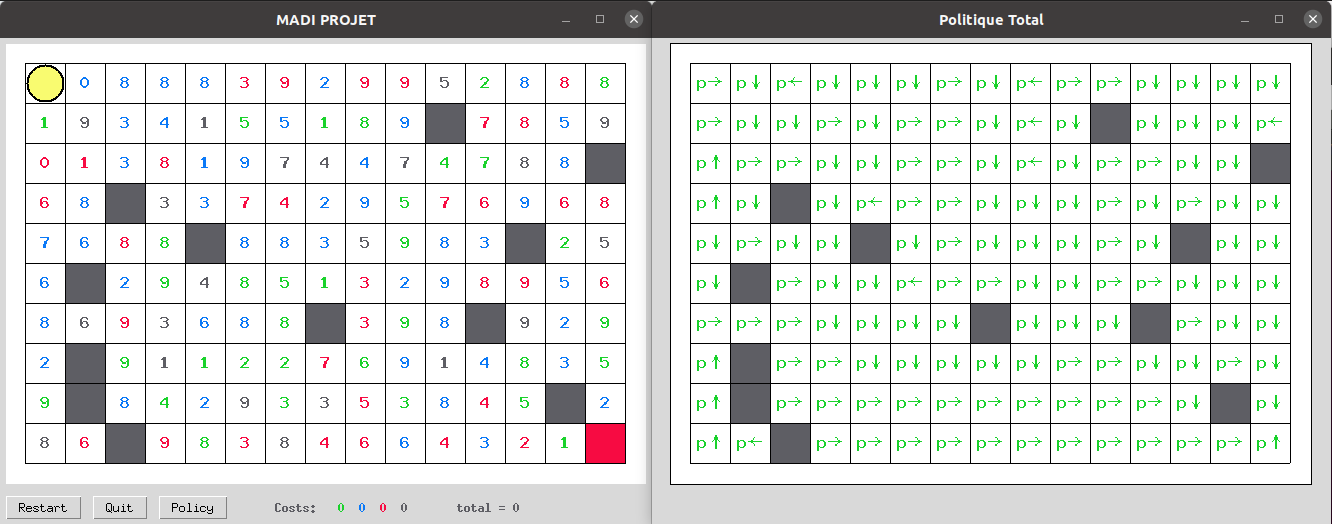 MADI PROJET
0 8 8 8 3 9 2 9 9 5 2 8 8 8
1 9 3 4 1 5 5 1 8 9 7 8 5 9
0 1 3 8 1 9 7 4 4 7 4 7 8 8
6 8 3 3 7 4 2 9 5 7 6 9 6 8
7 6 8 8 8 8 3 5 9 8 3 2 5
6 2 9 4 8 5 1 3 2 9 8 9 5 6
8 6 9 3 6 8 8 3 9 8 9 2 9
2 9 1 1 2 2 7 6 9 1 4 8 3 5
9 8 4 2 9 3 3 5 3 8 4 5 2
8 6 9 8 3 8 4 6 6 4 3 2 1
Restart Quit Policy Costs: 0 0 0 0 total = 0
Politique Total
p→ p↓ p← p↓ p↓ p↓ p→ p↓ p← p→ p→ p↓ p↓ p↓ p↓
p→ p↓ p↓ p→ p↓ p→ p→ p↓ p← p↓ p↓ p↓ p↓ p←
p↑ p→ p→ p↓ p↓ p→ p→ p↓ p← p↓ p→ p↓ p↓ p↓
p↑ p↓ p↓ p← p↓ p→ p↓ p↓ p↓ p→ p↓ p→ p↓ p↓
p↓ p→ p↓ p↓ p↓ p→ p↓ p↓ p↓ p↓ p↓ p↓ p↓
p↓ p→ p↓ p↓ p← p→ p→ p↓ p↓ p→ p→ p↓ p↓ p↓
p→ p→ p→ p↓ p↓ p↓ p↓ p↓ p↓ p↓ p→ p↓ p↓
p↑ p→ p→ p↓ p→ p↓ p↓ p↓ p→ p→ p↓ p↓ p→ p↓
p↑ p→ p→ p→ p→ p→ p→ p→ p→ p→ p→ p↓ p↓
p↑ p← p→ p→ p→ p→ p→ p→ p→ p→ p→ p→ p→ p↑